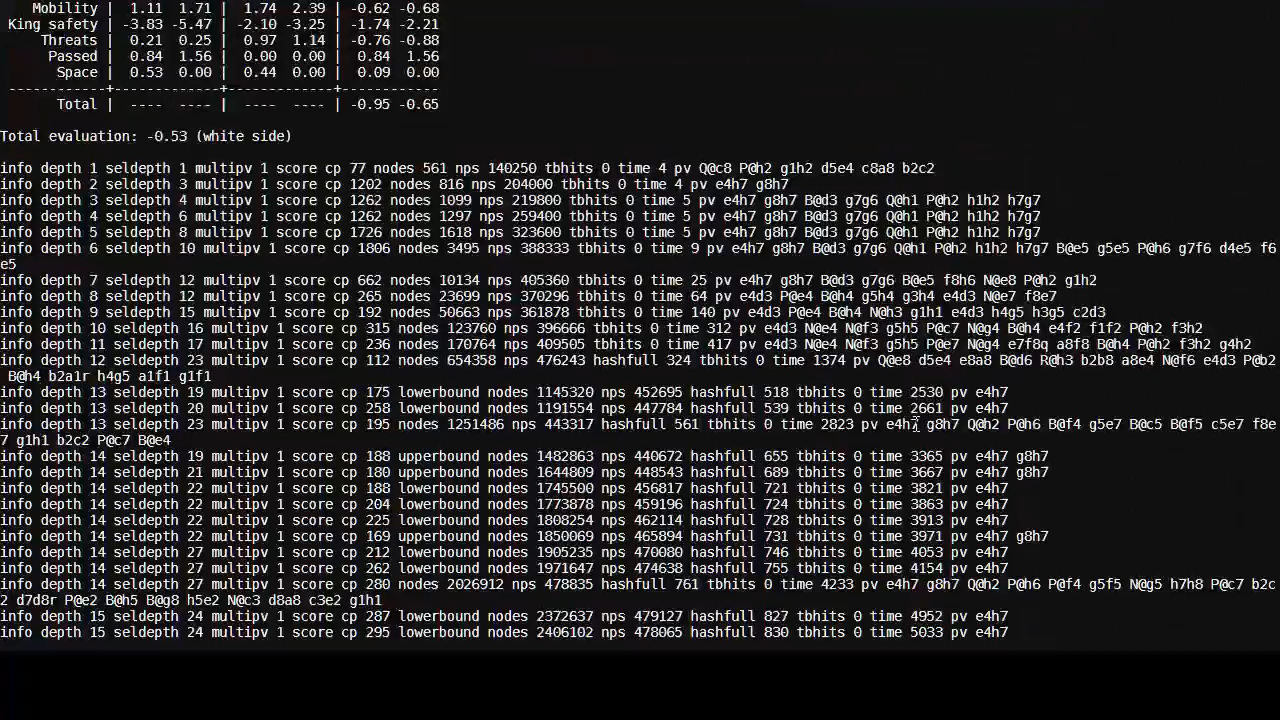 Mobility | 1.11 1.71 | 1.74 2.39 | -0.62 -0.68
King safety | -3.83 -5.47 | -2.10 -3.25 | -1.74 -2.21
Threats | 0.21 0.25 | 0.97 1.14 | -0.76 -0.88
Passed | 0.84 1.56 | 0.00 0.00 | 0.84 1.56
Space | 0.53 0.00 | 0.44 0.00 | 0.09 0.00
------------+-------------+-------------+------------
Total | ---- ---- | ---- ---- | -0.95 -0.65
Total evaluation: -0.53 (white side)
info depth 1 seldepth 1 multipv 1 score cp 77 nodes 561 nps 140250 tbhits 0 time 4 pv Q@c8 P@h2 g1h2 d5e4 c8a8 b2c2
info depth 2 seldepth 3 multipv 1 score cp 1202 nodes 816 nps 204000 tbhits 0 time 4 pv e4h7 g8h7
info depth 3 seldepth 4 multipv 1 score cp 1262 nodes 1099 nps 219800 tbhits 0 time 5 pv e4h7 g8h7 B@d3 g7g6 Q@h1 P@h2 h1h2 h7g7
info depth 4 seldepth 6 multipv 1 score cp 1262 nodes 1297 nps 259400 tbhits 0 time 5 pv e4h7 g8h7 B@d3 g7g6 Q@h1 P@h2 h1h2 h7g7
info depth 5 seldepth 8 multipv 1 score cp 1726 nodes 1618 nps 323600 tbhits 0 time 5 pv e4h7 g8h7 B@d3 g7g6 Q@h1 P@h2 h1h2 h7g7
info depth 6 seldepth 10 multipv 1 score cp 1806 nodes 3495 nps 388333 tbhits 0 time 9 pv e4h7 g8h7 B@d3 g7g6 Q@h1 P@h2 h1h2 h7g7 B@e5 g5e5 P@h6 g7f6 d4e5 f6
e5
info depth 7 seldepth 12 multipv 1 score cp 662 nodes 10134 nps 405360 tbhits 0 time 25 pv e4h7 g8h7 B@d3 g7g6 B@e5 f8h6 N@e8 P@h2 g1h2
info depth 8 seldepth 12 multipv 1 score cp 265 nodes 23699 nps 370296 tbhits 0 time 64 pv e4d3 P@e4 B@h4 g5h4 g3h4 e4d3 N@e7 f8e7
info depth 9 seldepth 15 multipv 1 score cp 192 nodes 50663 nps 361878 tbhits 0 time 140 pv e4d3 P@e4 B@h4 N@h3 g1h1 e4d3 h4g5 h3g5 c2d3
info depth 10 seldepth 16 multipv 1 score cp 315 nodes 123760 nps 396666 tbhits 0 time 312 pv e4d3 N@e4 N@f3 g5h5 P@c7 N@g4 B@h4 e4f2 f1f2 P@h2 f3h2
info depth 11 seldepth 17 multipv 1 score cp 236 nodes 170764 nps 409505 tbhits 0 time 417 pv e4d3 N@e4 N@f3 g5h5 P@e7 N@g4 e7f8q a8f8 B@h4 P@h2 f3h2 g4h2
info depth 12 seldepth 23 multipv 1 score cp 112 nodes 654358 nps 476243 hashfull 324 tbhits 0 time 1374 pv Q@e8 d5e4 e8a8 B@d6 R@h3 b2b8 a8e4 N@f6 e4d3 P@b2
B@h4 b2a1r h4g5 a1f1 g1f1
info depth 13 seldepth 19 multipv 1 score cp 175 lowerbound nodes 1145320 nps 452695 hashfull 518 tbhits 0 time 2530 pv e4h7
info depth 13 seldepth 20 multipv 1 score cp 258 lowerbound nodes 1191554 nps 447784 hashfull 539 tbhits 0 time 2661 pv e4h7
info depth 13 seldepth 23 multipv 1 score cp 195 nodes 1251486 nps 443317 hashfull 561 tbhits 0 time 2823 pv e4h7 g8h7 Q@h2 P@h6 B@f4 g5e7 B@c5 B@f5 c5e7 f8e
7 g1h1 b2c2 P@c7 B@e4
info depth 14 seldepth 19 multipv 1 score cp 188 upperbound nodes 1482863 nps 440672 hashfull 655 tbhits 0 time 3365 pv e4h7 g8h7
info depth 14 seldepth 21 multipv 1 score cp 180 upperbound nodes 1644809 nps 448543 hashfull 689 tbhits 0 time 3667 pv e4h7 g8h7
info depth 14 seldepth 22 multipv 1 score cp 188 lowerbound nodes 1745500 nps 456817 hashfull 721 tbhits 0 time 3821 pv e4h7
info depth 14 seldepth 22 multipv 1 score cp 204 lowerbound nodes 1773878 nps 459196 hashfull 724 tbhits 0 time 3863 pv e4h7
info depth 14 seldepth 22 multipv 1 score cp 225 lowerbound nodes 1808254 nps 462114 hashfull 728 tbhits 0 time 3913 pv e4h7
info depth 14 seldepth 22 multipv 1 score cp 169 upperbound nodes 1850069 nps 465894 hashfull 731 tbhits 0 time 3971 pv e4h7 g8h7
info depth 14 seldepth 27 multipv 1 score cp 212 lowerbound nodes 1905235 nps 470080 hashfull 746 tbhits 0 time 4053 pv e4h7
info depth 14 seldepth 27 multipv 1 score cp 262 lowerbound nodes 1971647 nps 474638 hashfull 755 tbhits 0 time 4154 pv e4h7
info depth 14 seldepth 27 multipv 1 score cp 280 nodes 2026912 nps 478835 hashfull 761 tbhits 0 time 4233 pv e4h7 g8h7 Q@h2 P@h6 P@f4 g5f5 N@g5 h7h8 P@c7 b2c
2 d7d8r P@e2 B@h5 B@g8 h5e2 N@c3 d8a8 c3e2 g1h1
info depth 15 seldepth 24 multipv 1 score cp 287 lowerbound nodes 2372637 nps 479127 hashfull 827 tbhits 0 time 4952 pv e4h7
info depth 15 seldepth 24 multipv 1 score cp 295 lowerbound nodes 2406102 nps 478065 hashfull 830 tbhits 0 time 5033 pv e4h7